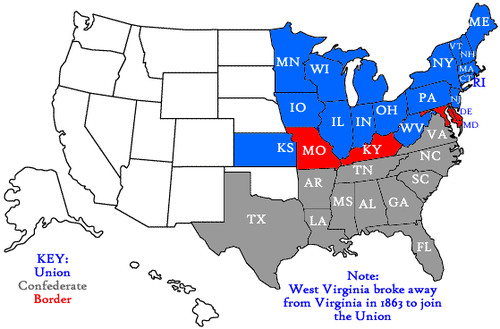 ME
VT
NH
MN
WI
NY
MA
CT
RI
IO
PA
NJ
IL
IN
OH
DE
KS
MO
KY
WV
VA
MD
NC
TN
AR
SC
MS
AL
GA
TX
LA
FL
KEY:
Union
Confederate
Border
Note:
West Virginia broke away
from Virginia in 1863 to join
the Union